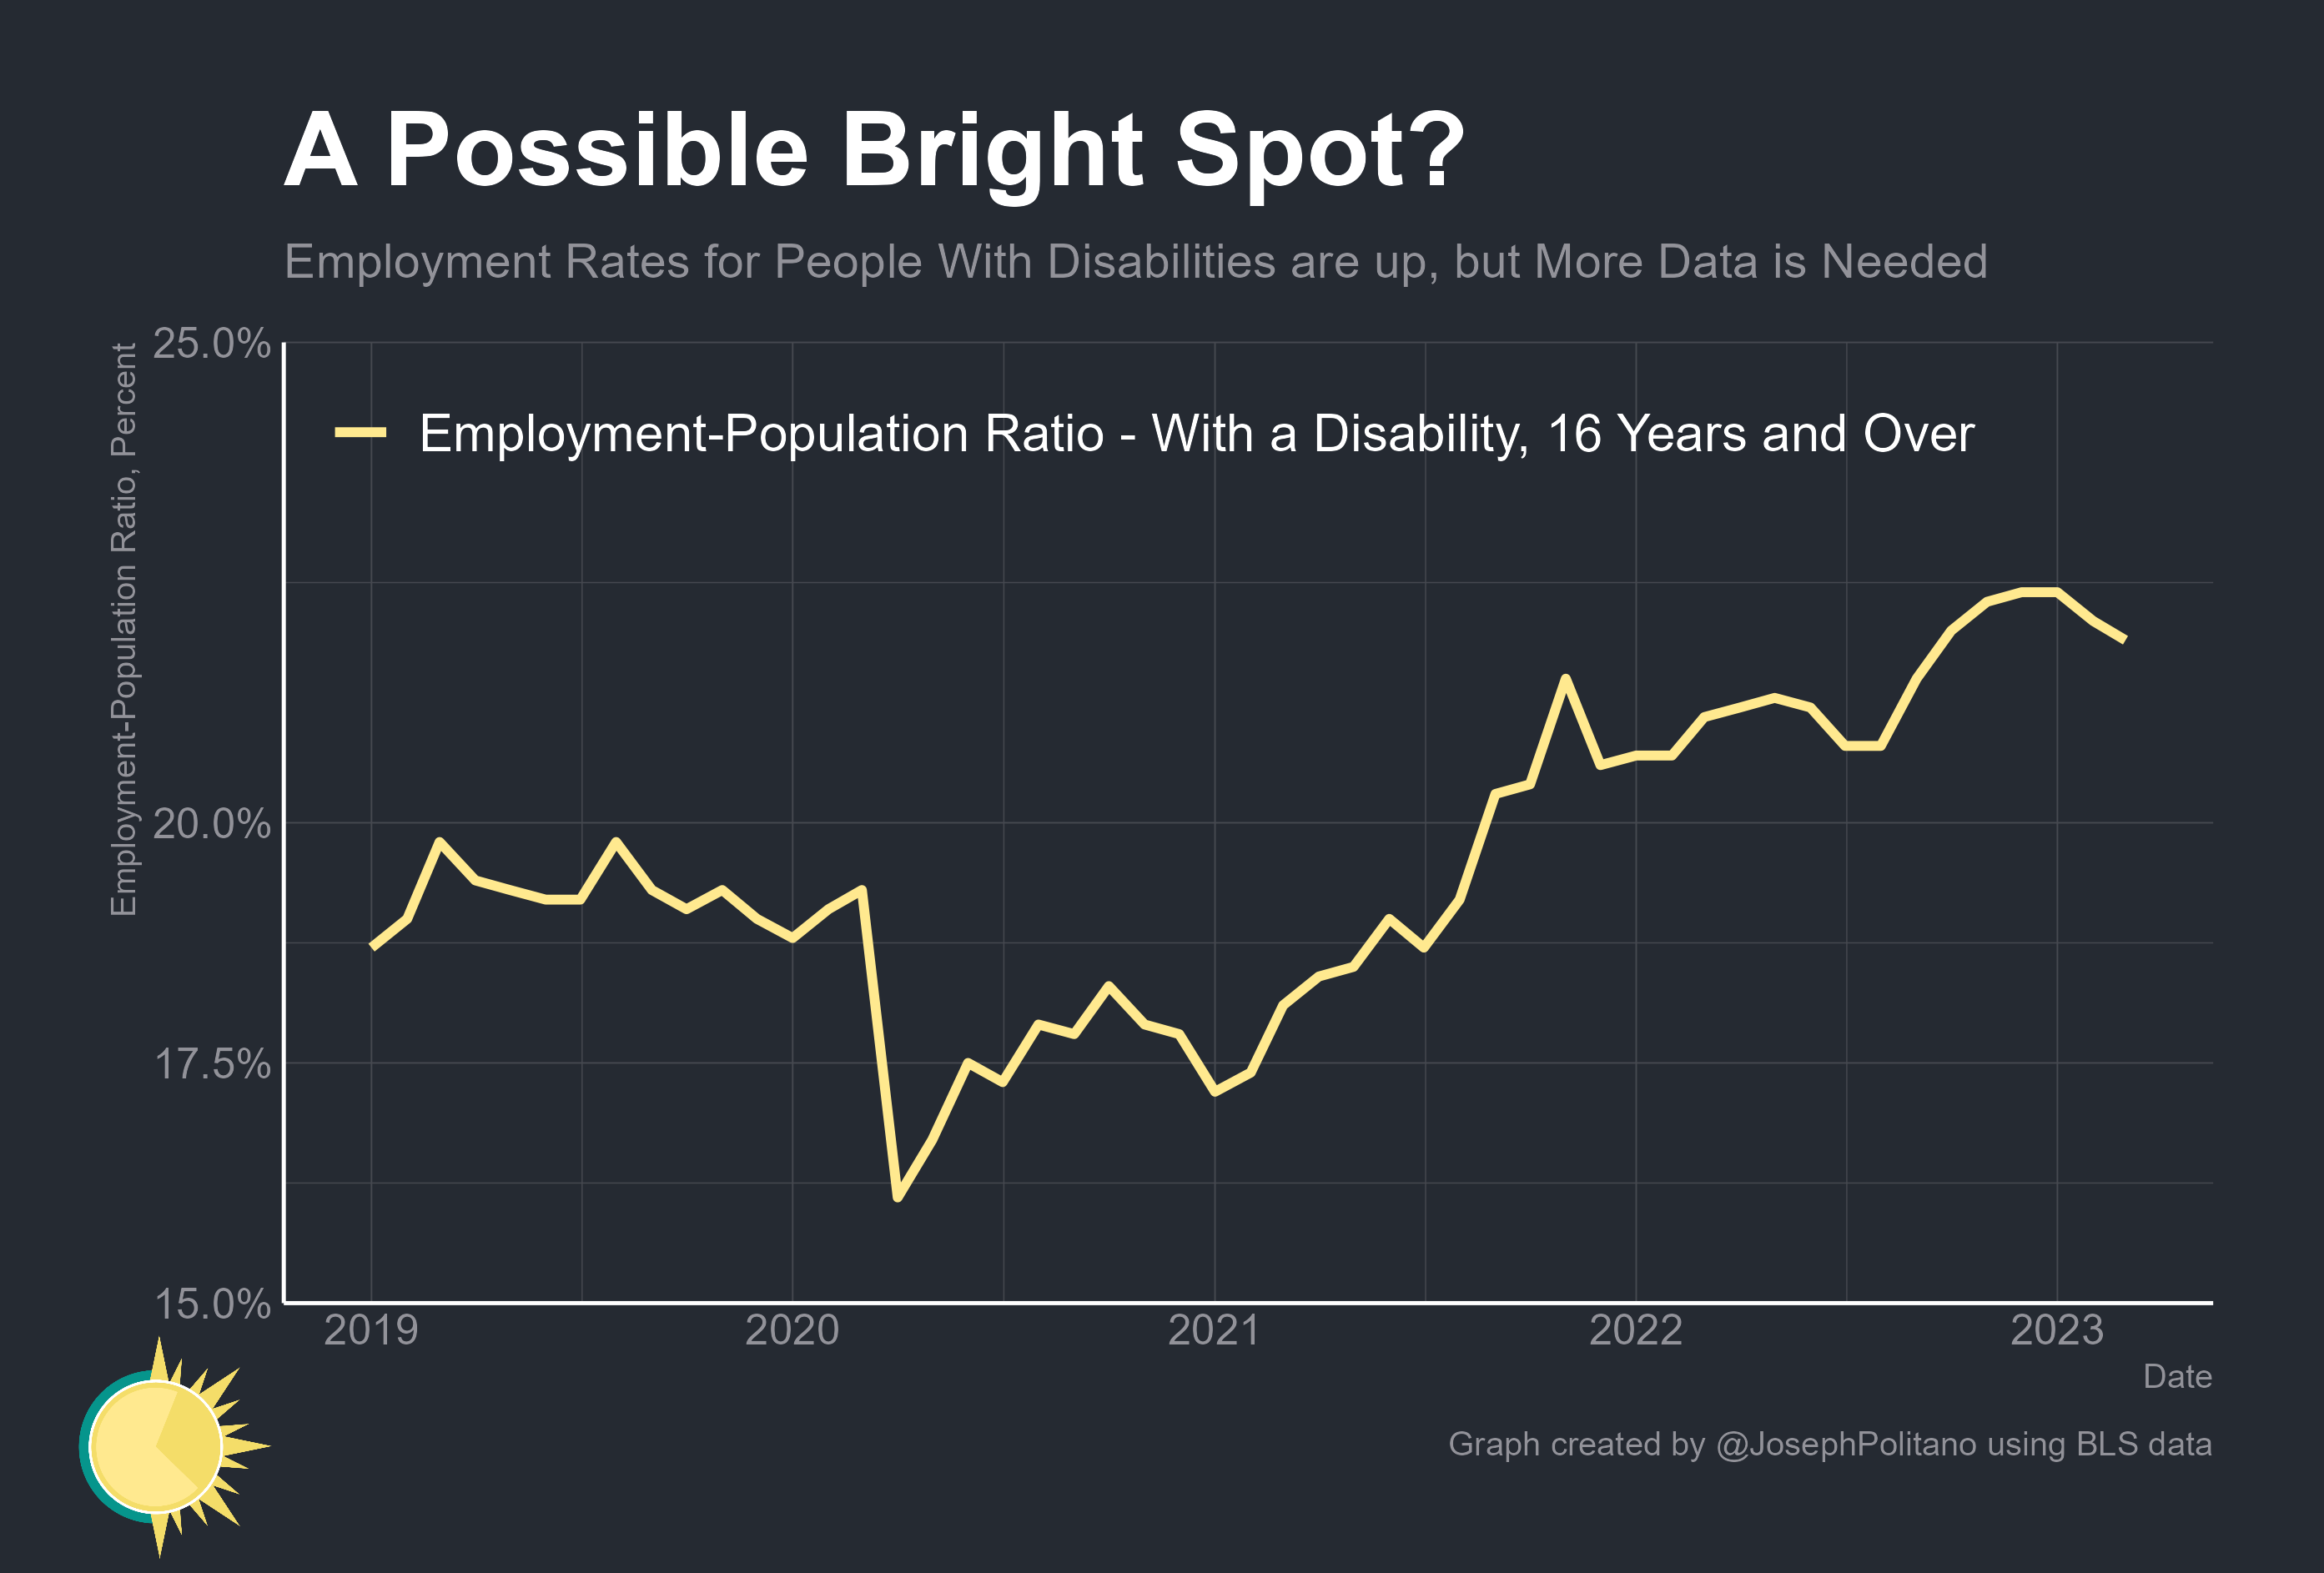 A Possible Bright Spot?
Employment Rates for People With Disabilities are up, but More Data is Needed
Employment-Population Ratio, Percent
25.0%
20.0%
17.5%
15.0%
Employment-Population Ratio - With a Disability, 16 Years and Over
2019 2020 2021 2022 2023
Date
Graph created by @JosephPolitano using BLS data